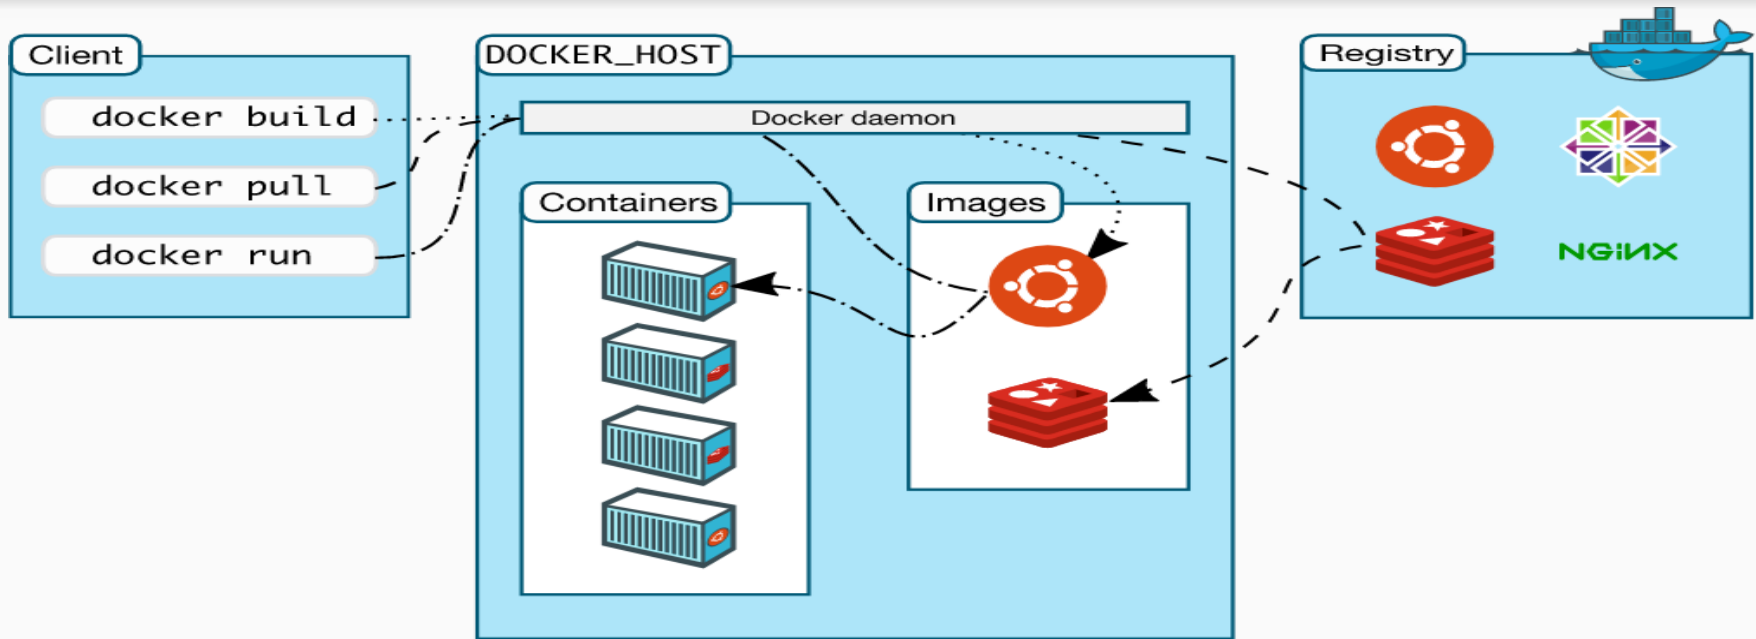 Client
docker build
docker pull
docker run
DOCKER_HOST
Docker daemon
Containers
Images
Registry
NGiNX